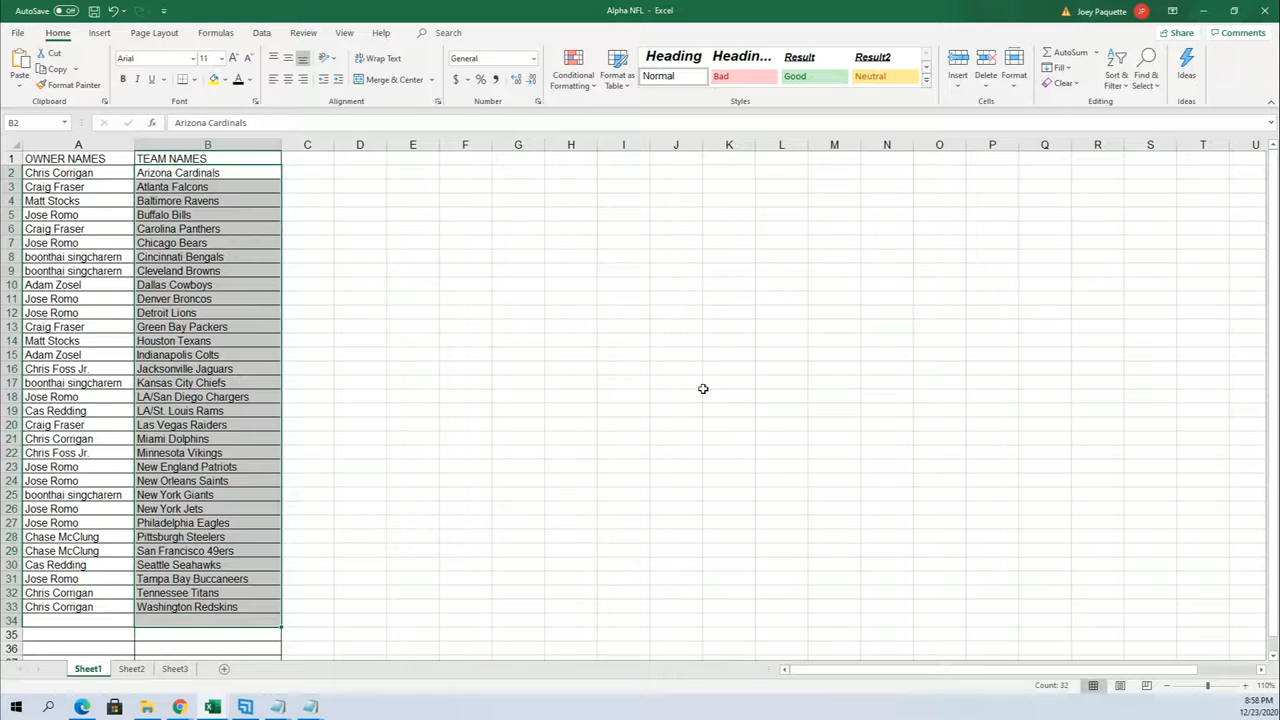 AutoSave Off Alpha NFL - Excel Joey Paquette JP
File Home Insert Page Layout Formulas Data Review View Help Search Share Comments
Paste Cut Copy Format Painter Clipboard
Arial 11 A A B I U A Font
Wrap Text Merge & Center Alignment
General $ % , Number
Conditional Formatting Format as Table
Heading Headin... Result Result2
Normal Bad Good Neutral
Styles
Insert Delete Format Cells
AutoSum Fill Clear Sort & Filter Find & Select Editing
Ideas Ideas
B2 fx Arizona Cardinals
A B C D E F G H I J K L M N O P Q R S T U
1 OWNER NAMES TEAM NAMES
2 Chris Corrigan Arizona Cardinals
3 Craig Fraser Atlanta Falcons
4 Matt Stocks Baltimore Ravens
5 Jose Romo Buffalo Bills
6 Craig Fraser Carolina Panthers
7 Jose Romo Chicago Bears
8 boonthai singcharern Cincinnati Bengals
9 boonthai singcharern Cleveland Browns
10 Adam Zosel Dallas Cowboys
11 Jose Romo Denver Broncos
12 Jose Romo Detroit Lions
13 Craig Fraser Green Bay Packers
14 Matt Stocks Houston Texans
15 Adam Zosel Indianapolis Colts
16 Chris Foss Jr. Jacksonville Jaguars
17 boonthai singcharern Kansas City Chiefs
18 Jose Romo LA/San Diego Chargers
19 Cas Redding LA/St. Louis Rams
20 Craig Fraser Las Vegas Raiders
21 Chris Corrigan Miami Dolphins
22 Chris Foss Jr. Minnesota Vikings
23 Jose Romo New England Patriots
24 Jose Romo New Orleans Saints
25 boonthai singcharern New York Giants
26 Jose Romo New York Jets
27 Jose Romo Philadelphia Eagles
28 Chase McClung Pittsburgh Steelers
29 Chase McClung San Francisco 49ers
30 Cas Redding Seattle Seahawks
31 Jose Romo Tampa Bay Buccaneers
32 Chris Corrigan Tennessee Titans
33 Chris Corrigan Washington Redskins
34
35
36
Sheet1 Sheet2 Sheet3
Count: 32 110%
8:58 PM
12/23/2020